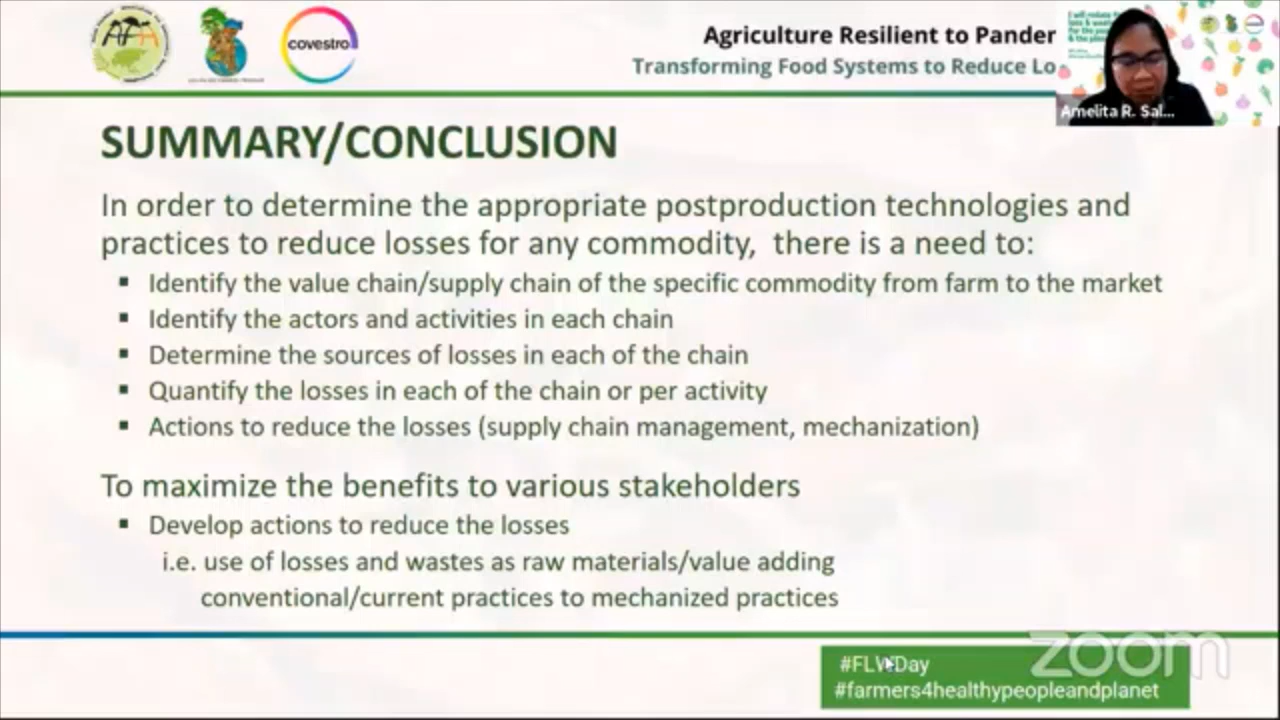 AFA
covestro
Agriculture Resilient to Pander
Transforming Food Systems to Reduce Lo
Amelita R. Sal...
SUMMARY/CONCLUSION
In order to determine the appropriate postproduction technologies and
practices to reduce losses for any commodity, there is a need to:
▪ Identify the value chain/supply chain of the specific commodity from farm to the market
▪ Identify the actors and activities in each chain
▪ Determine the sources of losses in each of the chain
▪ Quantify the losses in each of the chain or per activity
▪ Actions to reduce the losses (supply chain management, mechanization)
To maximize the benefits to various stakeholders
▪ Develop actions to reduce the losses
i.e. use of losses and wastes as raw materials/value adding
conventional/current practices to mechanized practices
zoom
#FLWDay
#farmers4healthypeopleandplanet